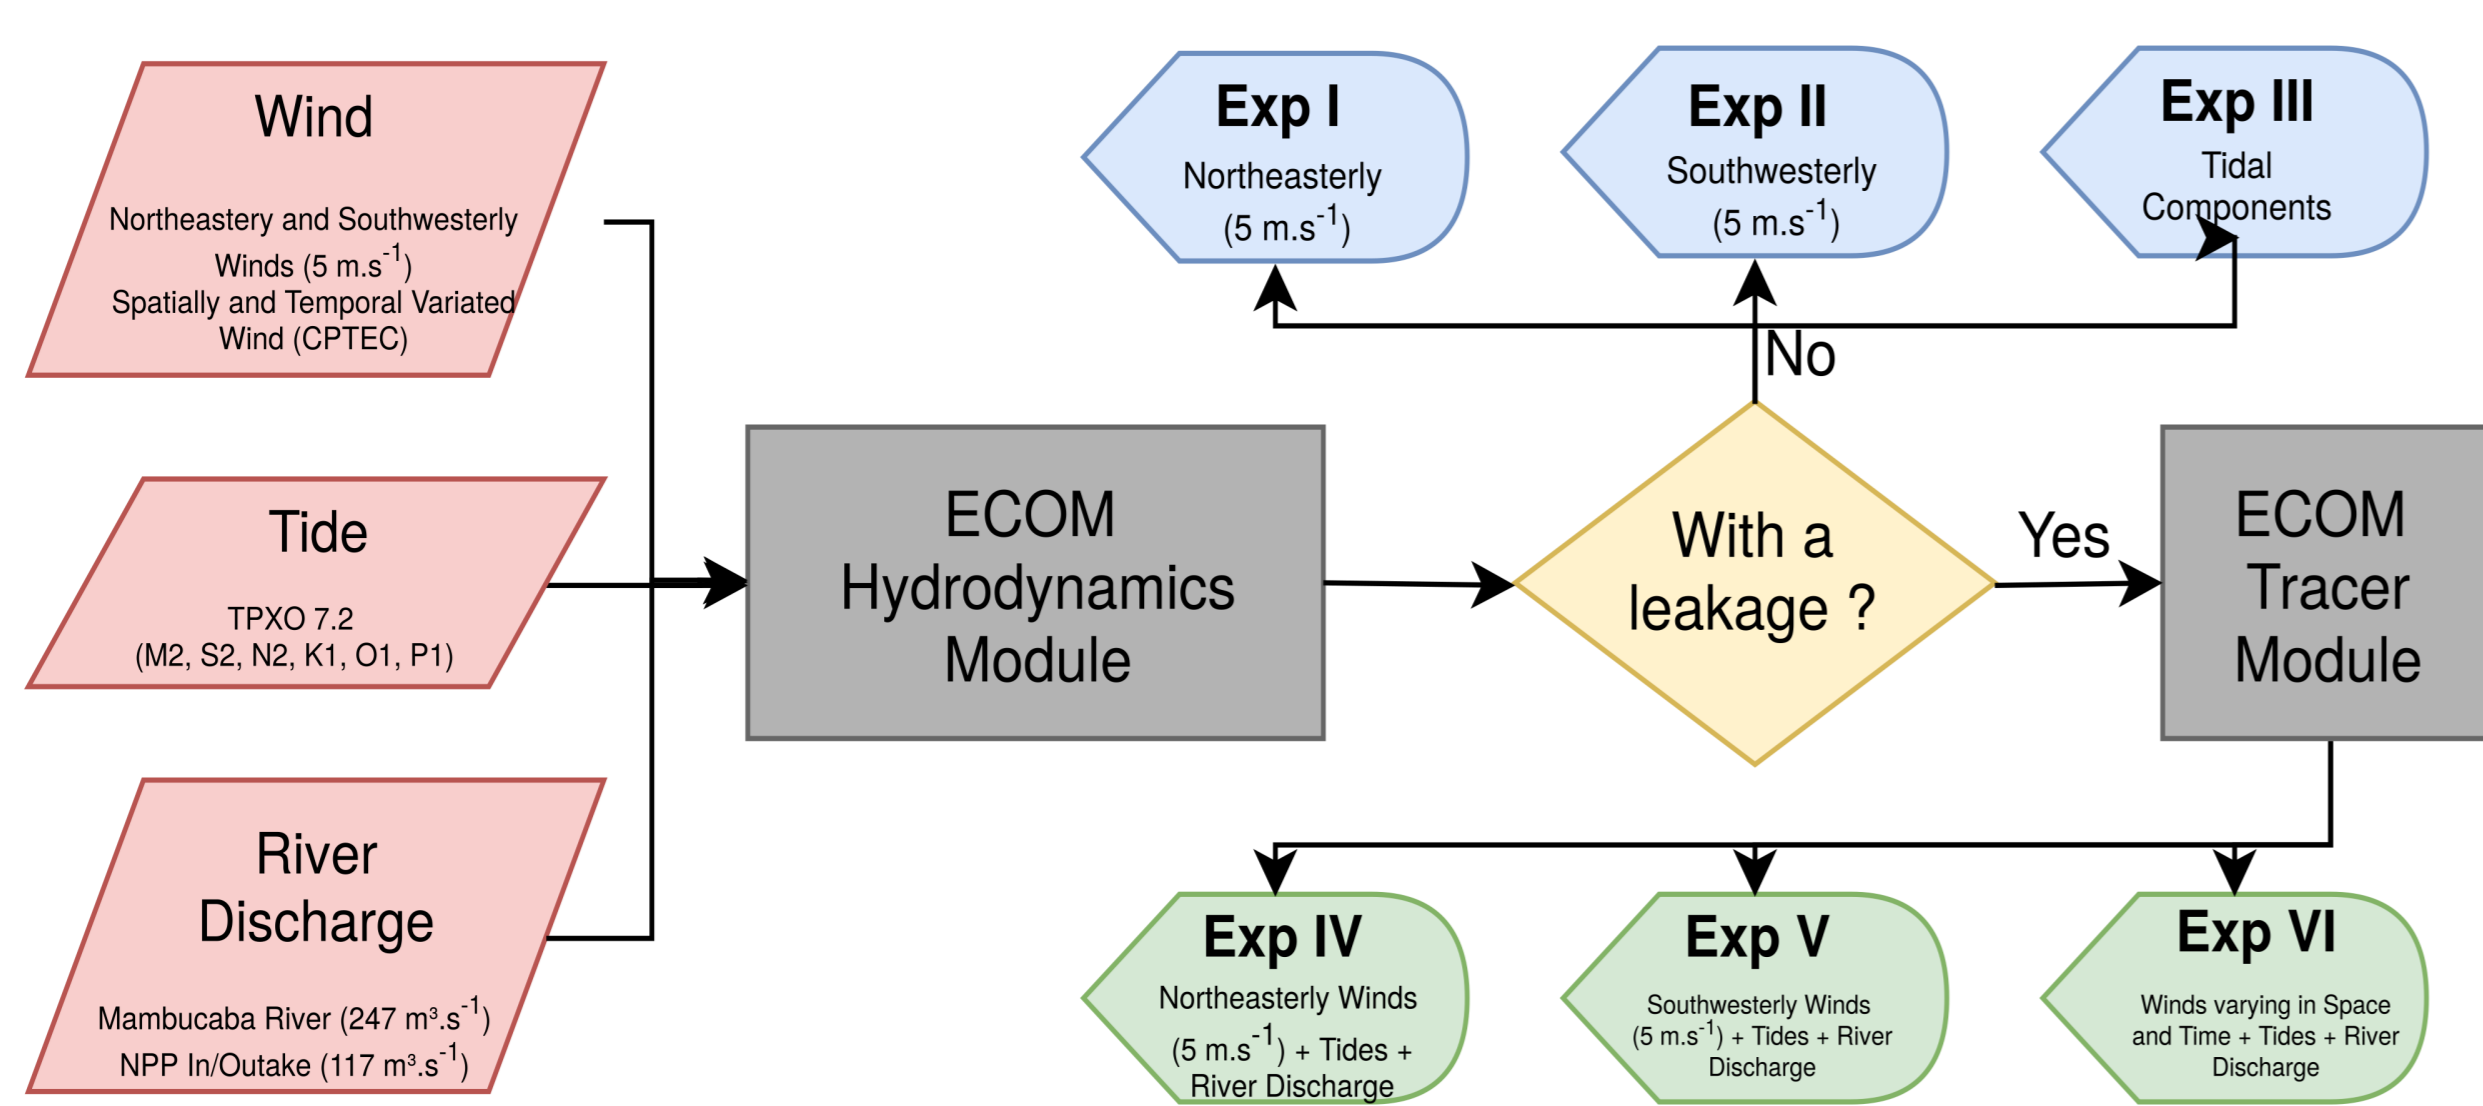 Wind
Northeastery and Southwesterly
Winds (5 m.s⁻¹)
Spatially and Temporal Variated
Wind (CPTEC)
Tide
TPXO 7.2
(M2, S2, N2, K1, O1, P1)
River
Discharge
Mambucaba River (247 m³.s⁻¹)
NPP In/Outake (117 m³.s⁻¹)
ECOM
Hydrodynamics
Module
With a
leakage ?
No
Yes
ECOM
Tracer
Module
Exp I
Northeasterly
(5 m.s⁻¹)
Exp II
Southwesterly
(5 m.s⁻¹)
Exp III
Tidal
Components
Exp IV
Northeasterly Winds
(5 m.s⁻¹) + Tides +
River Discharge
Exp V
Southwesterly Winds
(5 m.s⁻¹) + Tides + River
Discharge
Exp VI
Winds varying in Space
and Time + Tides + River
Discharge